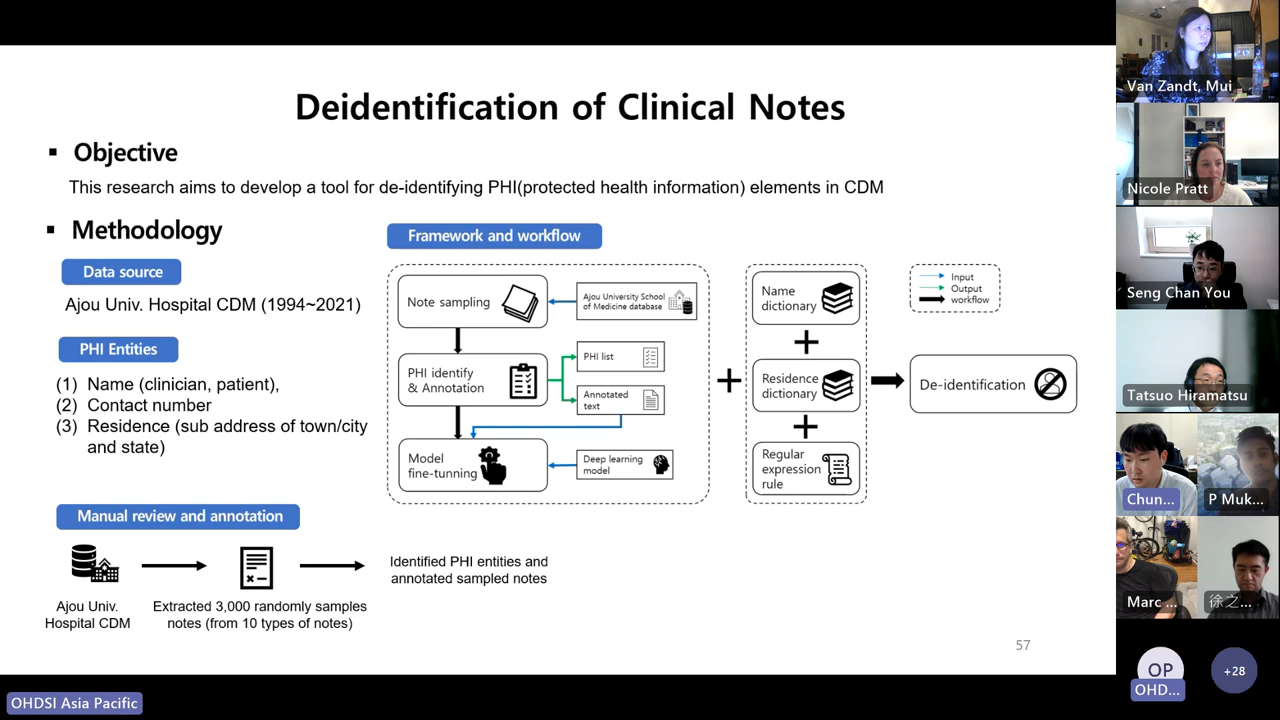 Deidentification of Clinical Notes
▪ Objective
This research aims to develop a tool for de-identifying PHI(protected health information) elements in CDM
▪ Methodology
Data source
Ajou Univ. Hospital CDM (1994~2021)
PHI Entities
(1) Name (clinician, patient),
(2) Contact number
(3) Residence (sub address of town/city
and state)
Framework and workflow
Note sampling
Ajou University School
of Medicine database
PHI identify
& Annotation
PHI list
Annotated
text
Model
fine-tunning
Deep learning
model
Name
dictionary
Residence
dictionary
Regular
expression
rule
Input
Output
workflow
De-identification
Manual review and annotation
Ajou Univ.
Hospital CDM
Extracted 3,000 randomly samples
notes (from 10 types of notes)
Identified PHI entities and
annotated sampled notes
57
OHDSI Asia Pacific
Van Zandt, Mui
Nicole Pratt
Seng Chan You
Tatsuo Hiramatsu
Chun...
P Muk...
Marc ...
徐之...
OP
OHD...
+28